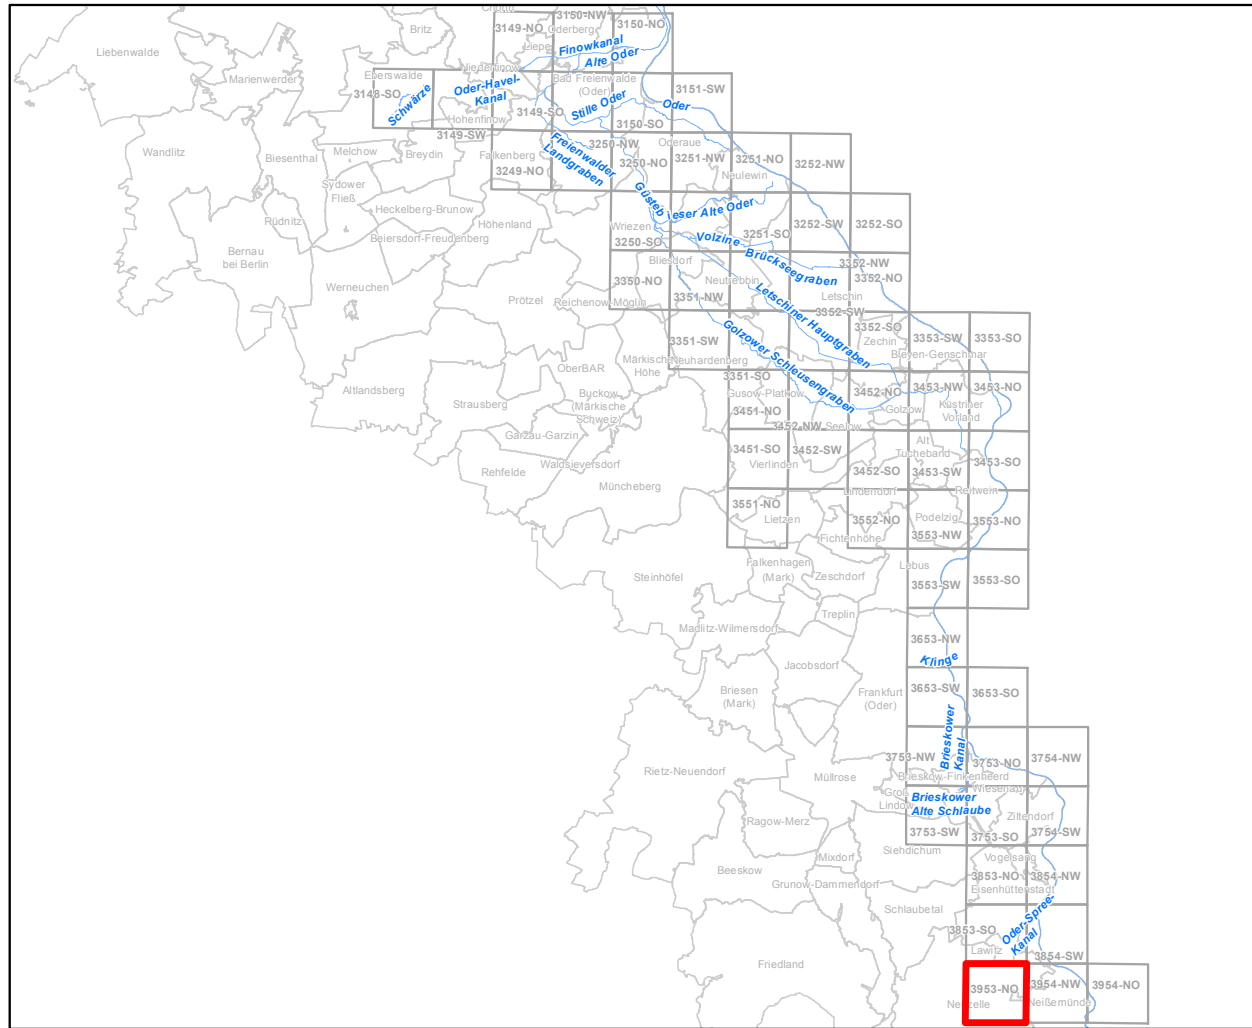 3150-NW
3149-NO
Oderberg
3150-NO
Britz
Liebenwalde
Liepe
Finowkanal
Alte Oder
Marienwerder
Eberswalde
Niederfinow
3148-SO
Schwärze
Oder-Havel-
Kanal
Bad Freienwalde
(Oder)
3151-SW
Stille Oder
Oder
Hohenfinow
3149-SO
3150-SO
3149-SW
Wandlitz
Biesenthal
Melchow
Breydin
Falkenberg
3249-NO
Freienwalder
Landgraben
3250-NW
3250-NO
Oderaue
3251-NW
3251-NO
3252-NW
Neulewin
Sydower
Fließ
Rüdnitz
Heckelberg-Brunow
Höhenland
Beiersdorf-Freudenberg
Güsteb
ieser Alte Oder
Wriezen
3250-SO
3251-SO
3252-SW
3252-SO
Bernau
bei Berlin
Werneuchen
Volzine
Brückseegraben
Bliesdorf
3352-NW
3352-NO
3350-NO
Neutrebbin
Letschin
3351-NW
Prötzel
Reichenow-Möglin
Letschiner Hauptgraben
3352-SW
3352-SO
Zechin
3353-SW
3353-SO
Bleyen-Genschmar
Golzower Schleusengraben
3351-SW
Märkische
Höhe
Neuhardenberg
OberBAR
3351-SO
Altlandsberg
Strausberg
Buckow
(Märkische
Schweiz)
Gusow-Platkow
3451-NO
3452-NO
Golzow
3453-NW
3453-NO
Küstriner
Vorland
3452-NW
Seelow
Garzau-Garzin
Waldsieversdorf
Rehfelde
Müncheberg
3451-SO
Vierlinden
3452-SW
Alt
Tucheband
3452-SO
3453-SW
3453-SO
Lindendorf
Reitwein
3551-NO
Lietzen
3552-NO
Podelzig
3553-NO
3553-NW
Fichtenhöhe
Steinhöfel
Falkenhagen
(Mark)
Zeschdorf
Lebus
3553-SW
3553-SO
Treplin
Madlitz-Wilmersdorf
3653-NW
Klinge
Jacobsdorf
Briesen
(Mark)
Frankfurt
(Oder)
3653-SW
3653-SO
Brieskower
Kanal
3753-NW
3753-NO
3754-NW
Rietz-Neuendorf
Müllrose
Brieskow-Finkenheerd
Wiesenau
Groß
Lindow
Brieskower
Alte Schlaube
Ziltendorf
Ragow-Merz
3753-SW
3753-SO
3754-SW
Siehdichum
Mixdorf
Vogelsang
Beeskow
3853-NO
3854-NW
Grunow-Dammendorf
Eisenhüttenstadt
Schlaubetal
Oder-Spree-
Kanal
3853-SO
Lawitz
3854-SW
Friedland
3953-NO
3954-NW
3954-NO
Neuzelle
Neißemünde